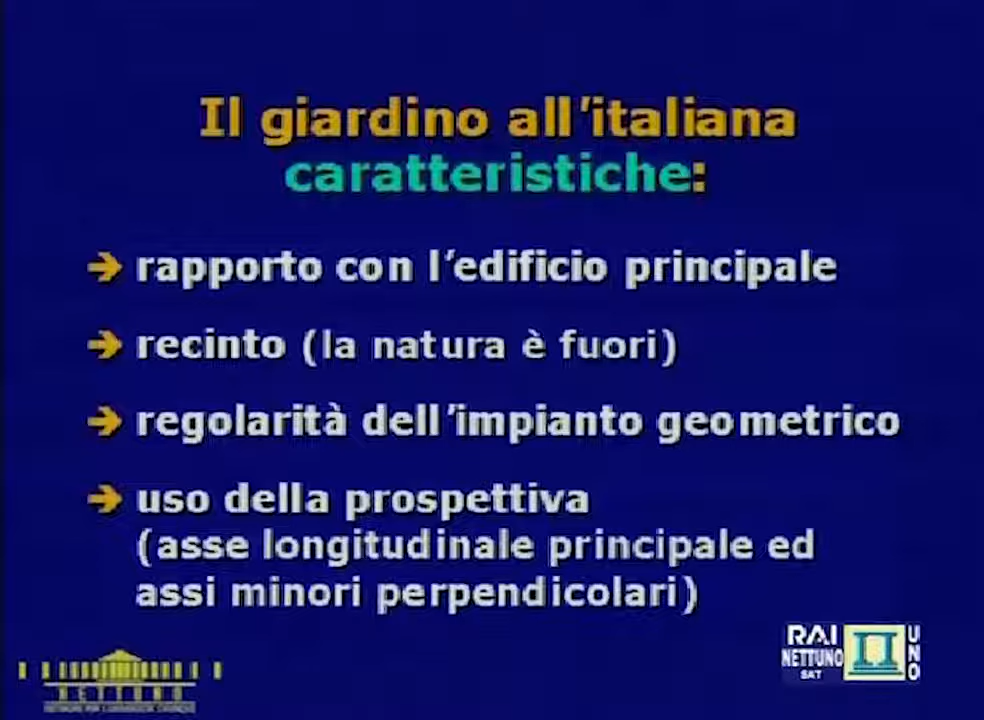 Il giardino all'italiana
caratteristiche:
➔ rapporto con l'edificio principale
➔ recinto (la natura è fuori)
➔ regolarità dell'impianto geometrico
➔ uso della prospettiva
(asse longitudinale principale ed
assi minori perpendicolari)
RAI
NETTUNO
SAT
UNO
NETTUNO